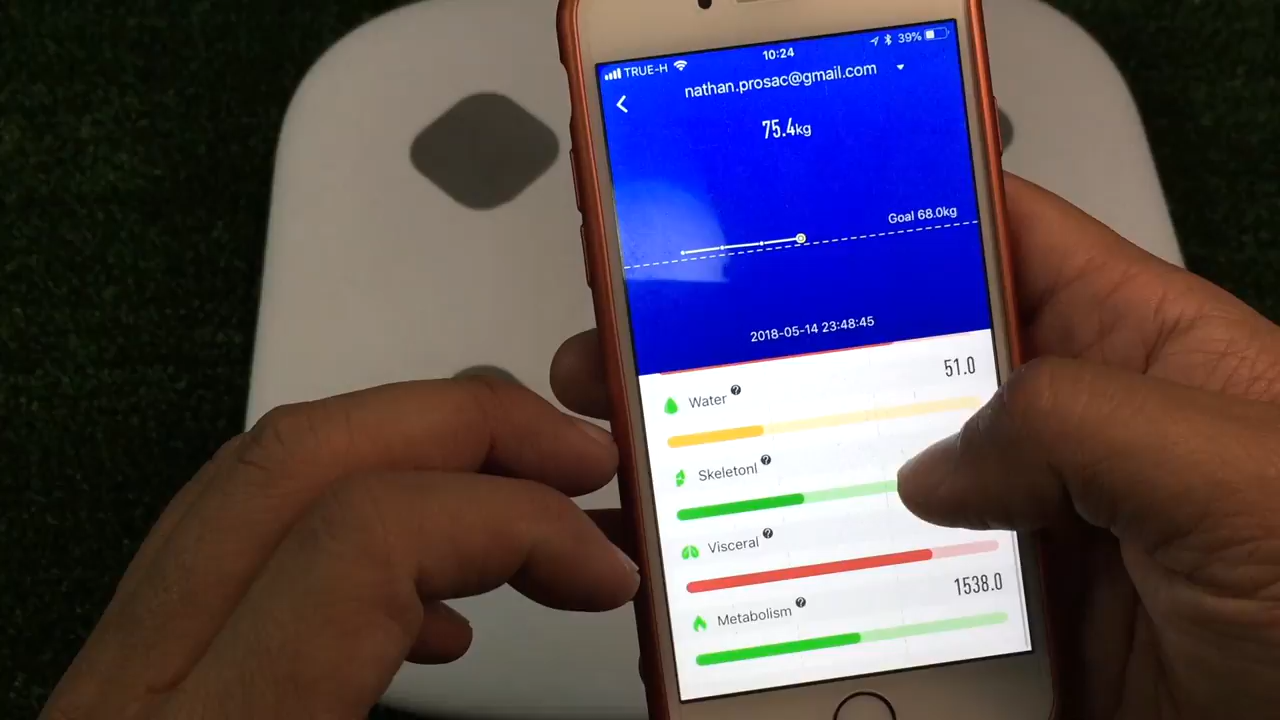 TRUE-H 10:24 39%
nathan.prosac@gmail.com
75.4kg
Goal 68.0kg
2018-05-14 23:48:45
Water ? 51.0
Skeletonl ?
Visceral ?
Metabolism ? 1538.0